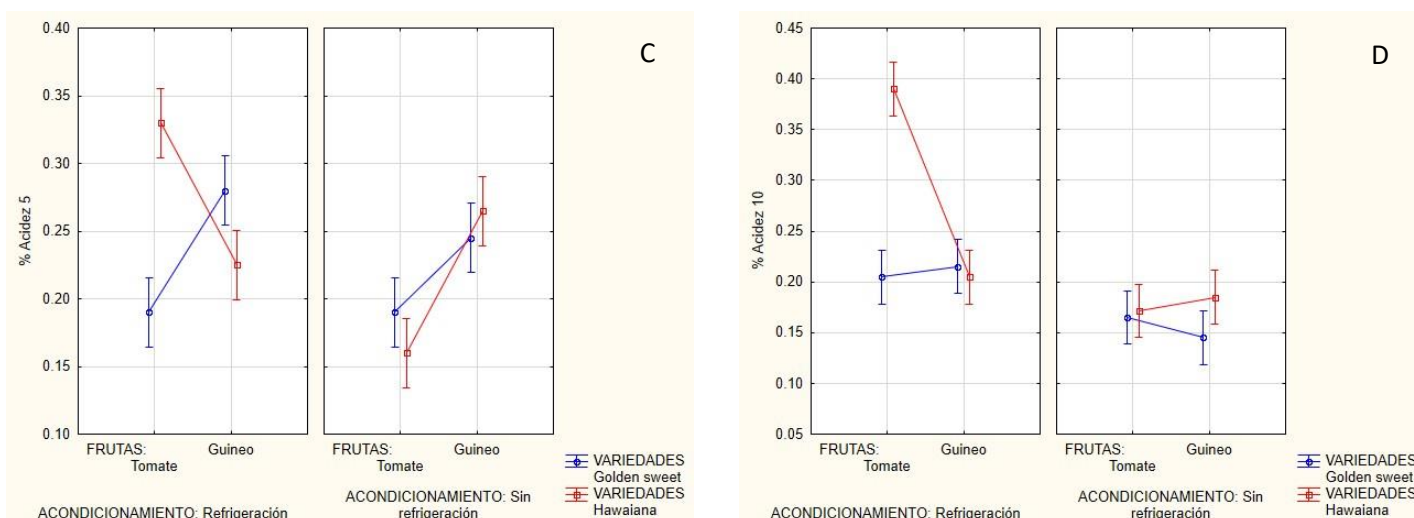 C
0.40
0.35
0.30
0.25
0.20
0.15
0.10
% Acidez 5
FRUTAS:
Tomate
Guineo
FRUTAS:
Tomate
Guineo
ACONDICIONAMIENTO: Refrigeración
ACONDICIONAMIENTO: Sin
refrigeración
VARIEDADES
Golden sweet
VARIEDADES
Hawaiana
D
0.45
0.40
0.35
0.30
0.25
0.20
0.15
0.10
0.05
% Acidez 10
FRUTAS:
Tomate
Guineo
FRUTAS:
Tomate
Guineo
ACONDICIONAMIENTO: Refrigeración
ACONDICIONAMIENTO: Sin
refrigeración
VARIEDADES
Golden sweet
VARIEDADES
Hawaiana